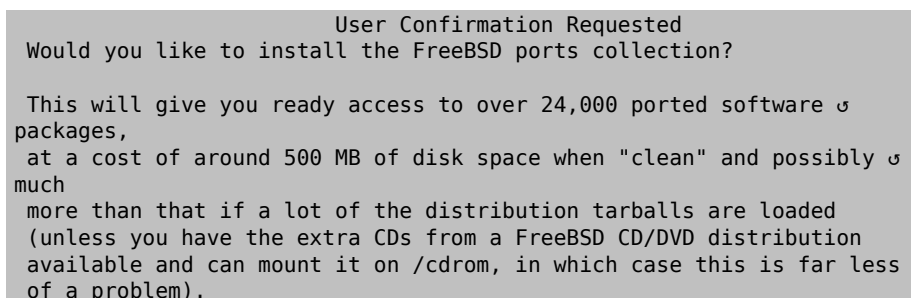 User Confirmation Requested
Would you like to install the FreeBSD ports collection?
This will give you ready access to over 24,000 ported software ↺
packages,
at a cost of around 500 MB of disk space when "clean" and possibly ↺
much
more than that if a lot of the distribution tarballs are loaded
(unless you have the extra CDs from a FreeBSD CD/DVD distribution
available and can mount it on /cdrom, in which case this is far less
of a problem).